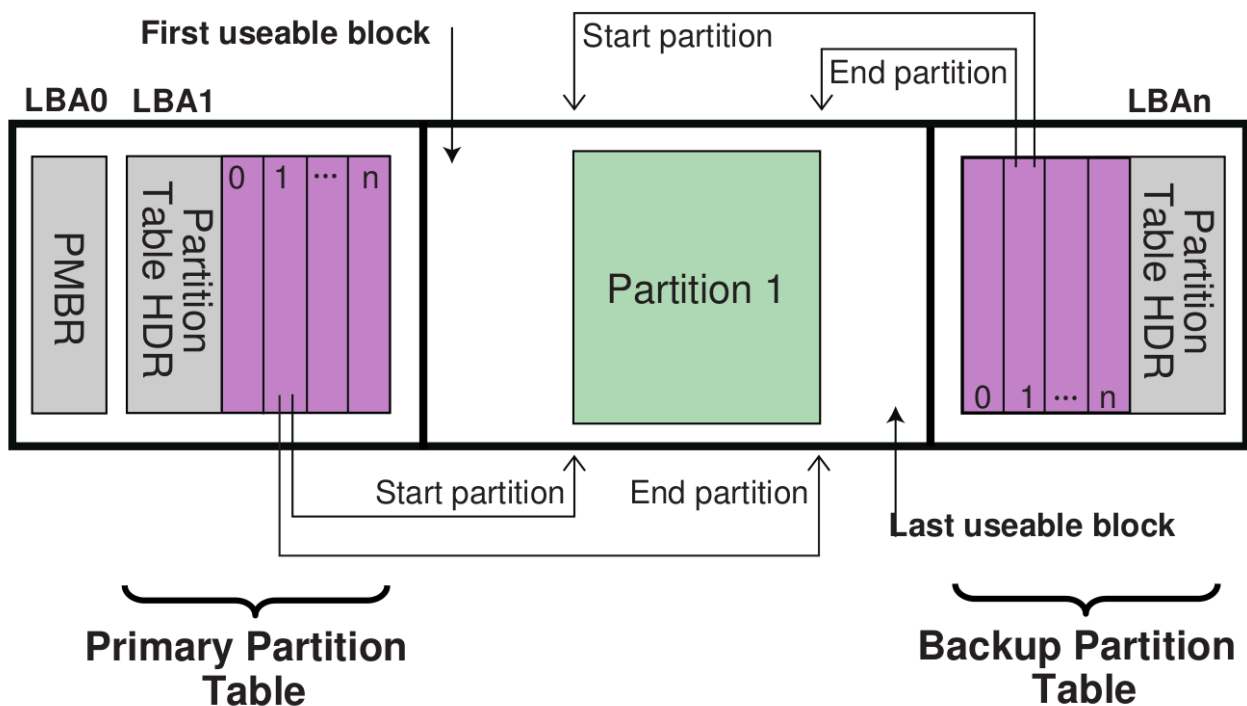 First useable block
Start partition
End partition
LBA0 LBA1
LBAn
PMBR
Partition
Table HDR
0 1 ... n
Partition 1
Partition
Table HDR
0 1 ... n
Start partition
End partition
Last useable block
Primary Partition
Table
Backup Partition
Table